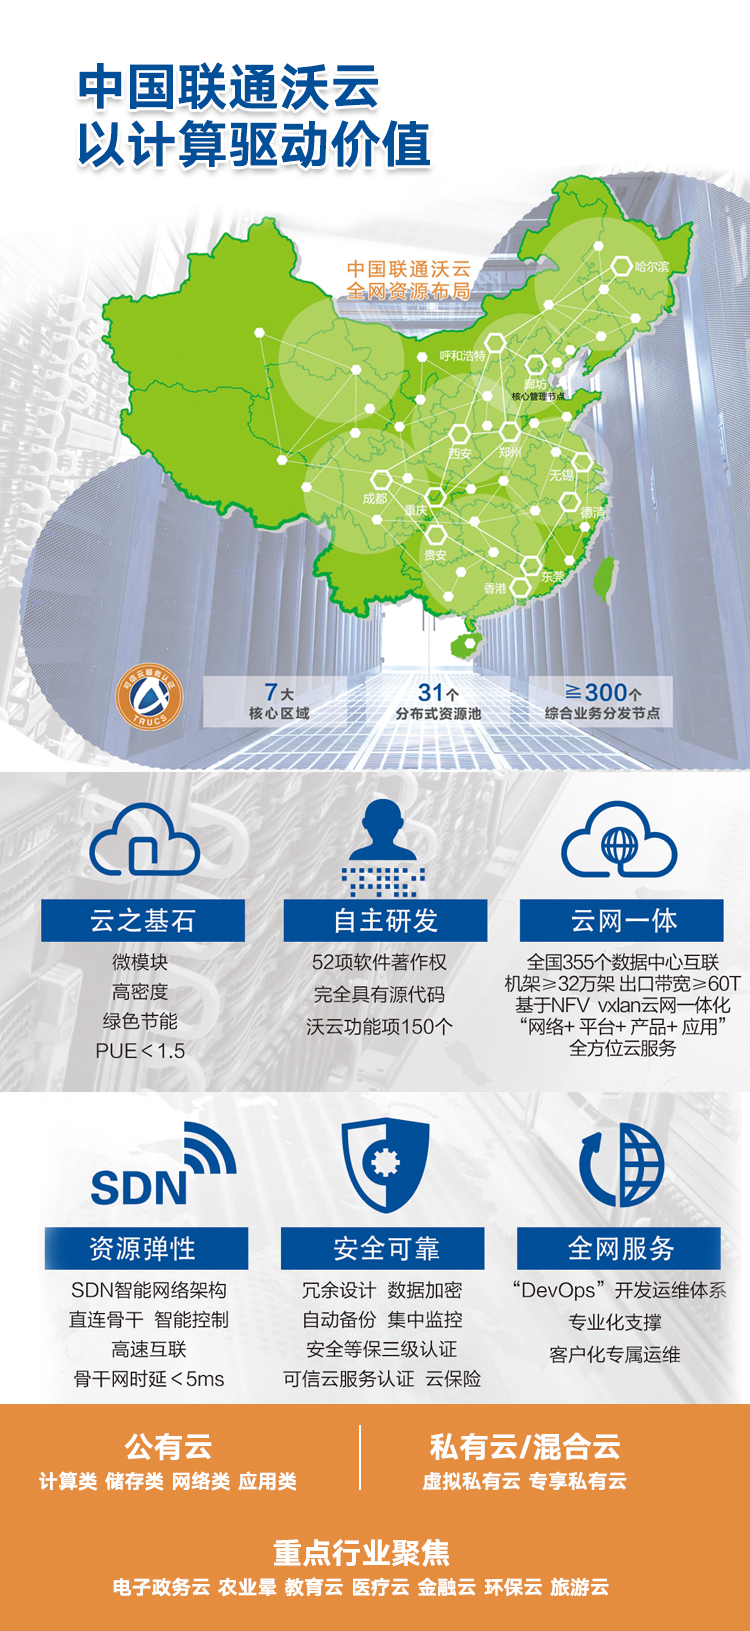 中国联通沃云
以计算驱动价值
中国联通沃云
全网资源布局
哈尔滨
呼和浩特
廊坊
核心管理节点
西安
郑州
无锡
成都
重庆
德清
贵安
东莞
香港
可信云服务认证
TRUCS
7大
核心区域
31个
分布式资源池
≧300个
综合业务分发节点
云之基石
微模块
高密度
绿色节能
PUE＜1.5
自主研发
52项软件著作权
完全具有源代码
沃云功能项150个
云网一体
全国355个数据中心互联
机架≥32万架 出口带宽≥60T
基于NFV vxlan云网一体化
“网络+ 平台+ 产品+ 应用”
全方位云服务
SDN
资源弹性
SDN智能网络架构
直连骨干 智能控制
高速互联
骨干网时延＜5ms
安全可靠
冗余设计 数据加密
自动备份 集中监控
安全等保三级认证
可信云服务认证 云保险
全网服务
“DevOps”开发运维体系
专业化支撑
客户化专属运维
公有云
计算类 储存类 网络类 应用类
私有云/混合云
虚拟私有云 专享私有云
重点行业聚焦
电子政务云 农业晕 教育云 医疗云 金融云 环保云 旅游云